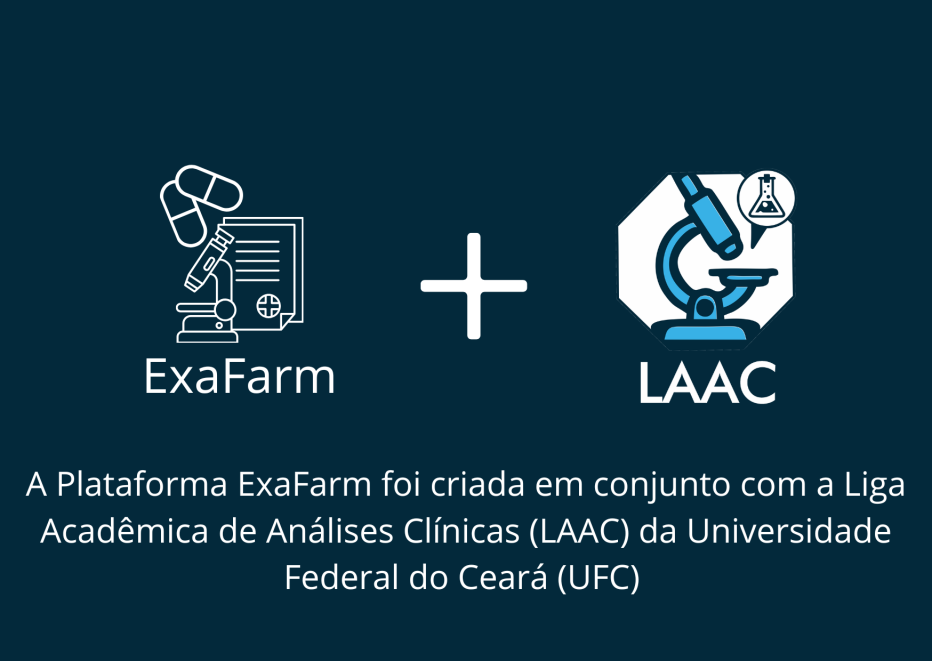 ExaFarm
LAAC
A Plataforma ExaFarm foi criada em conjunto com a Liga
Acadêmica de Análises Clínicas (LAAC) da Universidade
Federal do Ceará (UFC)